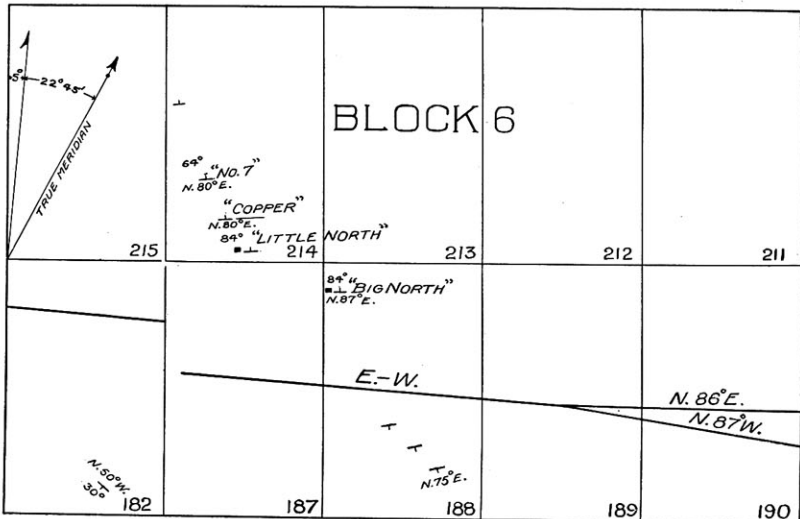 5°
22°45'
TRUE MERIDIAN
BLOCK 6
64° "NO. 7"
N.80°E.
"COPPER"
N.80°E.
84° "LITTLE NORTH"
215
214
213
212
211
84° "BIG NORTH"
N.87°E.
E.-W.
N.86°E.
N.87°W.
30°
N.75°E.
182
187
188
189
190